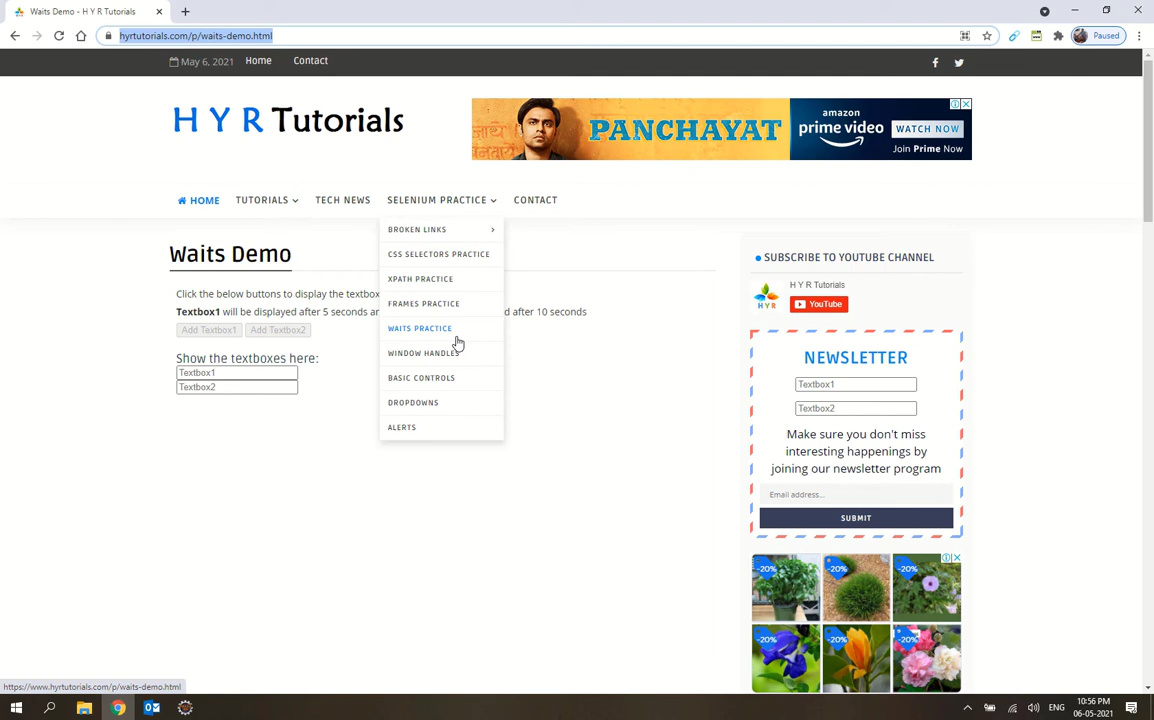 Waits Demo - H Y R Tutorials
hyrtutorials.com/p/waits-demo.html
Paused
May 6, 2021 Home Contact
H Y R Tutorials
PANCHAYAT
amazon
prime video
WATCH NOW
Join Prime Now
HOME TUTORIALS TECH NEWS SELENIUM PRACTICE CONTACT
BROKEN LINKS
CSS SELECTORS PRACTICE
XPATH PRACTICE
FRAMES PRACTICE
WAITS PRACTICE
WINDOW HANDLES
BASIC CONTROLS
DROPDOWNS
ALERTS
Waits Demo
Click the below buttons to display the textbox
Textbox1 will be displayed after 5 seconds an d after 10 seconds
Add Textbox1 Add Textbox2
Show the textboxes here:
Textbox1
Textbox2
SUBSCRIBE TO YOUTUBE CHANNEL
H Y R Tutorials
HYR
YouTube
NEWSLETTER
Textbox1
Textbox2
Make sure you don't miss
interesting happenings by
joining our newsletter program
Email address...
SUBMIT
-20% -20% -20%
-20% -20% -20%
https://www.hyrtutorials.com/p/waits-demo.html
ENG
10:56 PM
06-05-2021